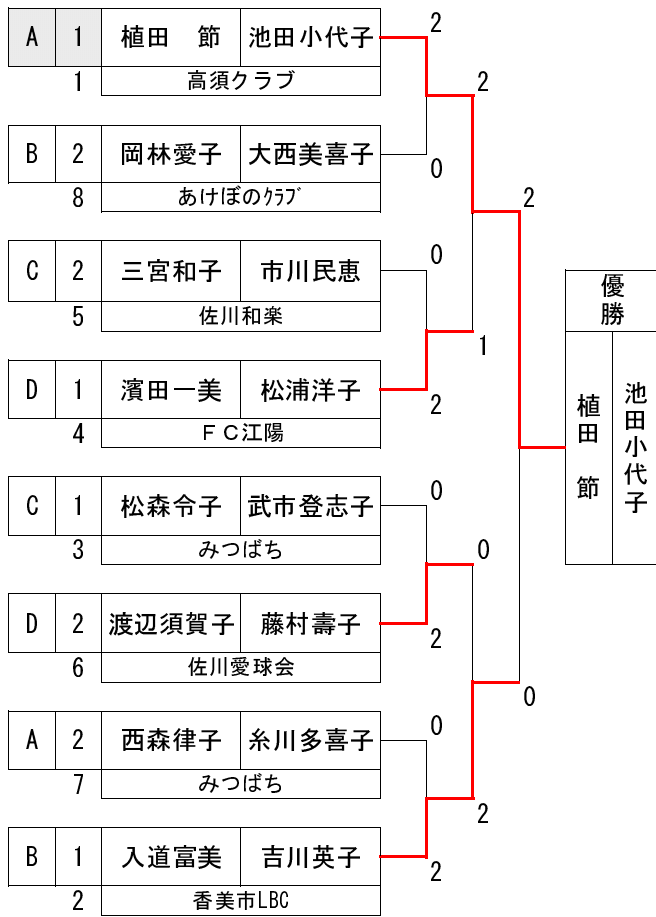 A 1 植田　節 池田小代子
1 高須クラブ
B 2 岡林愛子 大西美喜子
8 あけぼのｸﾗﾌﾞ
C 2 三宮和子 市川民恵
5 佐川和楽
D 1 濱田一美 松浦洋子
4 ＦＣ江陽
C 1 松森令子 武市登志子
3 みつばち
D 2 渡辺須賀子 藤村壽子
6 佐川愛球会
A 2 西森律子 糸川多喜子
7 みつばち
B 1 入道富美 吉川英子
2 香美市LBC
2
0
0
2
0
2
0
2
2
1
0
2
2
0
優勝
植田　節
池田小代子